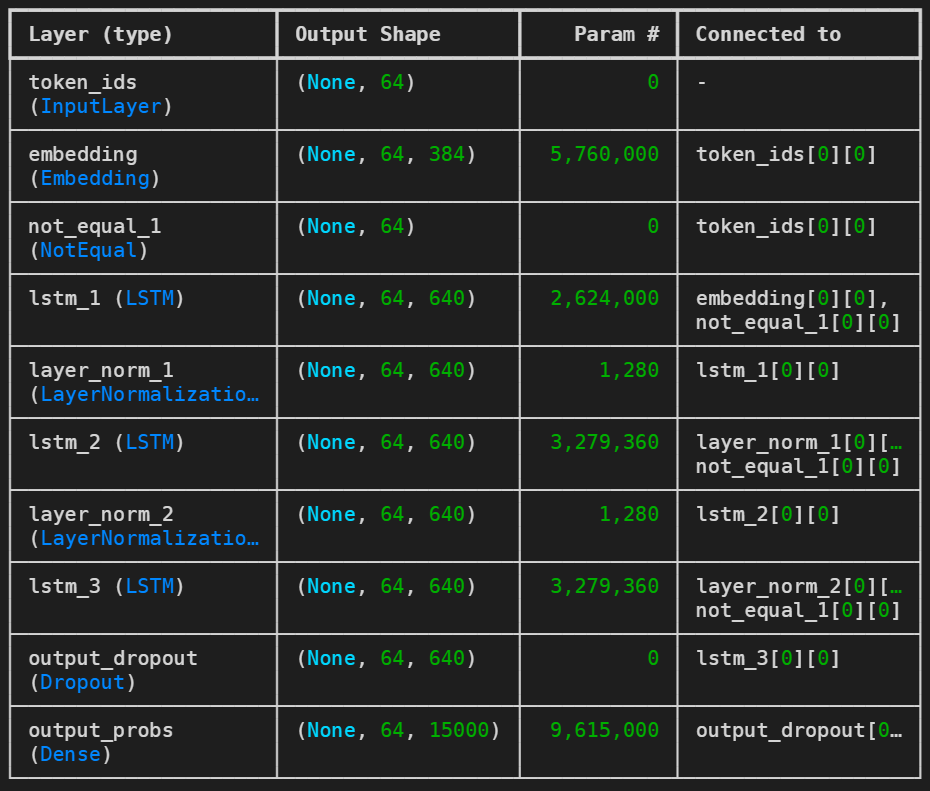 Layer (type) Output Shape Param # Connected to
token_ids (None, 64) 0 -
(InputLayer)
embedding (None, 64, 384) 5,760,000 token_ids[0][0]
(Embedding)
not_equal_1 (None, 64) 0 token_ids[0][0]
(NotEqual)
lstm_1 (LSTM) (None, 64, 640) 2,624,000 embedding[0][0],
not_equal_1[0][0]
layer_norm_1 (None, 64, 640) 1,280 lstm_1[0][0]
(LayerNormalizatio…
lstm_2 (LSTM) (None, 64, 640) 3,279,360 layer_norm_1[0][…
not_equal_1[0][0]
layer_norm_2 (None, 64, 640) 1,280 lstm_2[0][0]
(LayerNormalizatio…
lstm_3 (LSTM) (None, 64, 640) 3,279,360 layer_norm_2[0][…
not_equal_1[0][0]
output_dropout (None, 64, 640) 0 lstm_3[0][0]
(Dropout)
output_probs (None, 64, 15000) 9,615,000 output_dropout[0…
(Dense)